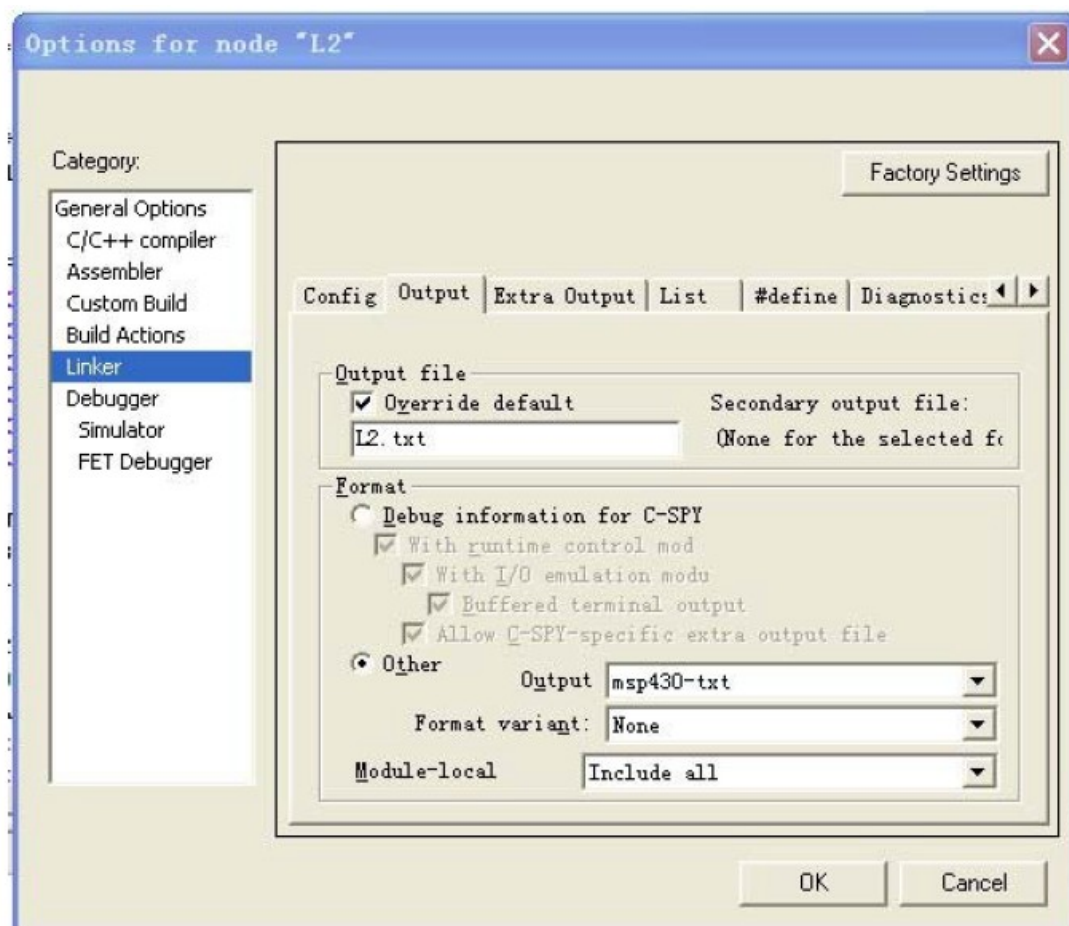 Options for node "L2"
Category:
Factory Settings
General Options
C/C++ compiler
Assembler
Custom Build
Build Actions
Linker
Debugger
Simulator
FET Debugger
Config Output Extra Output List #define Diagnostics
Output file
Override default Secondary output file:
L2.txt (None for the selected fo
Format
Debug information for C-SPY
With runtime control mod
With I/O emulation modu
Buffered terminal output
Allow C-SPY-specific extra output file
Other
Output msp430-txt
Format variant: None
Module-local Include all
OK Cancel